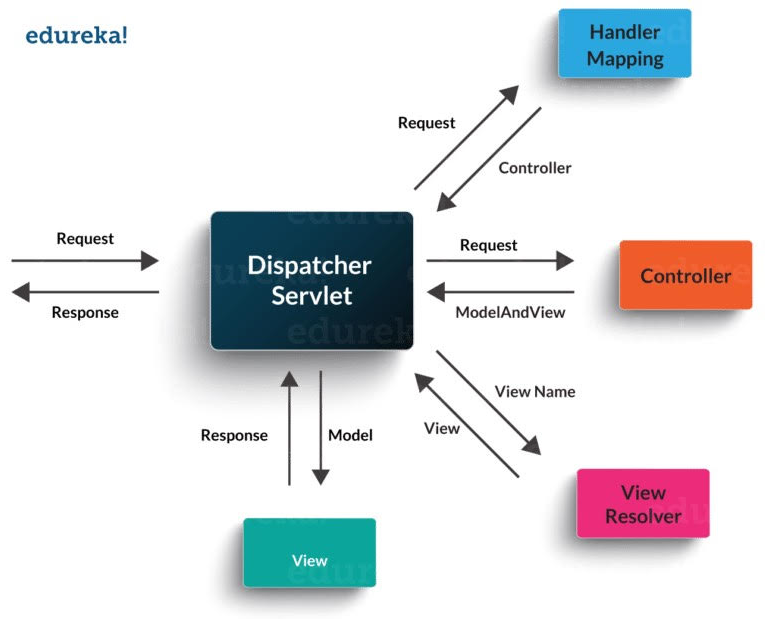 edureka!
Handler
Mapping
Request
Controller
Request
Response
Dispatcher
Servlet
Request
ModelAndView
Controller
View Name
View
Response
Model
View
Resolver
View